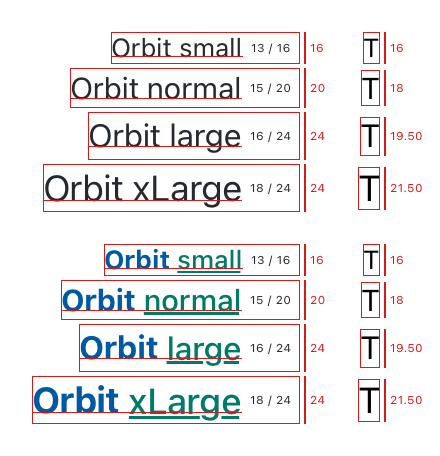 Orbit small 13 / 16 16 T 16
Orbit normal 15 / 20 20 T 18
Orbit large 16 / 24 24 T 19.50
Orbit xLarge 18 / 24 24 T 21.50
Orbit small 13 / 16 16 T 16
Orbit normal 15 / 20 20 T 18
Orbit large 16 / 24 24 T 19.50
Orbit xLarge 18 / 24 24 T 21.50